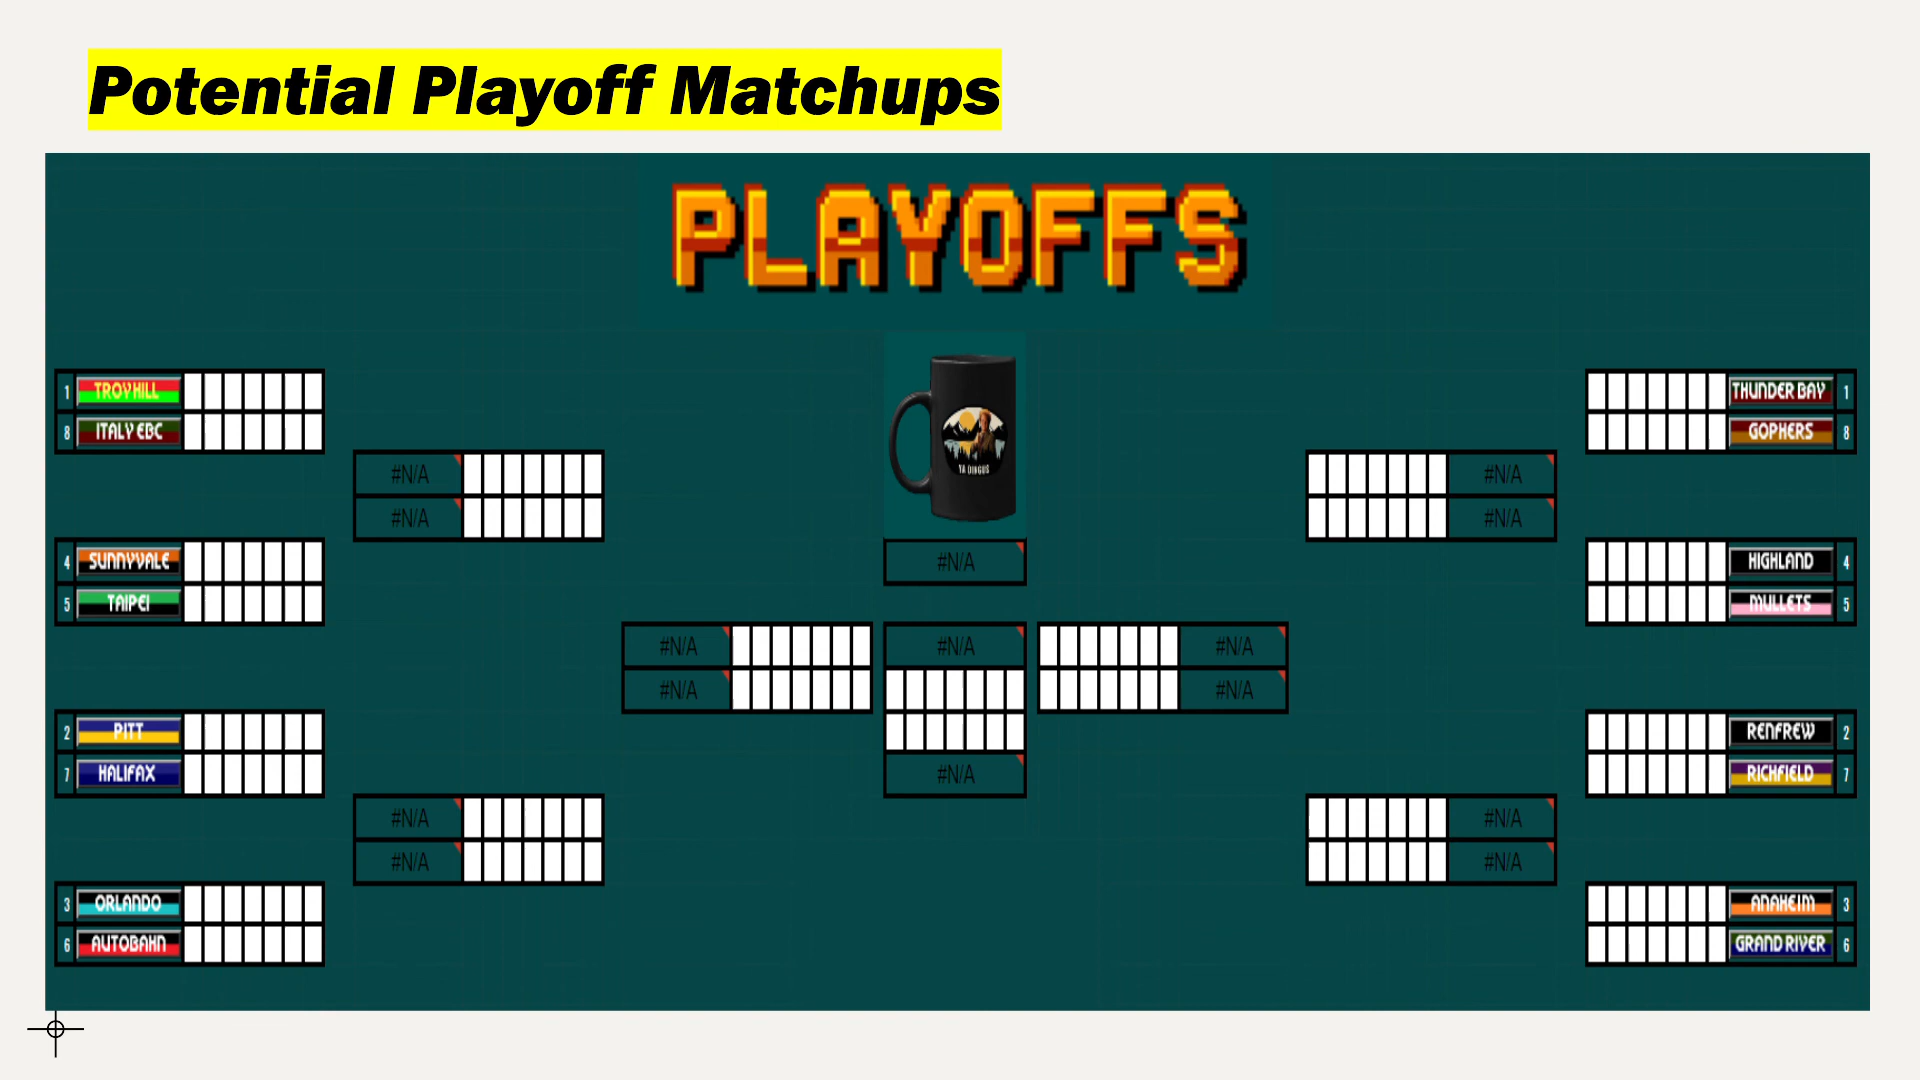 Potential Playoff Matchups
PLAYOFFS
1 TROY HILL
8 ITALY EBC
#N/A
#N/A
4 SUNNYVALE
5 TAIPEI
2 PITT
7 HALIFAX
#N/A
#N/A
3 ORLANDO
6 AUTOBAHN
#N/A
#N/A
YA DINGUS
#N/A
#N/A
#N/A
#N/A
#N/A
THUNDER BAY 1
GOPHERS 8
#N/A
#N/A
HIGHLAND 4
MULLETS 5
RENFREW 2
RICHFIELD 7
#N/A
#N/A
ANAHEIM 3
GRAND RIVER 6